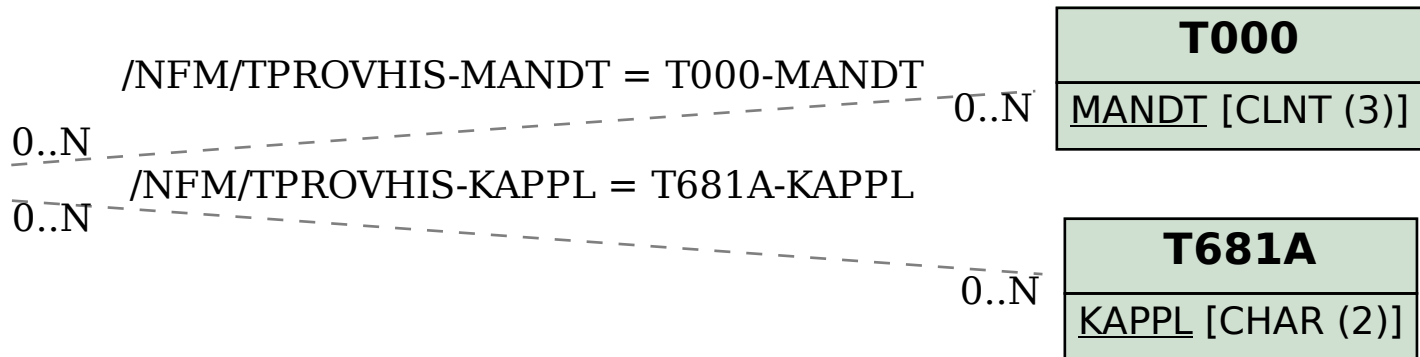 T000
/NFM/TPROVHIS-MANDT = T000-MANDT
0..N
MANDT [CLNT (3)]
0..N
/NFM/TPROVHIS-KAPPL = T681A-KAPPL
0..N
T681A
0..N
KAPPL [CHAR (2)]